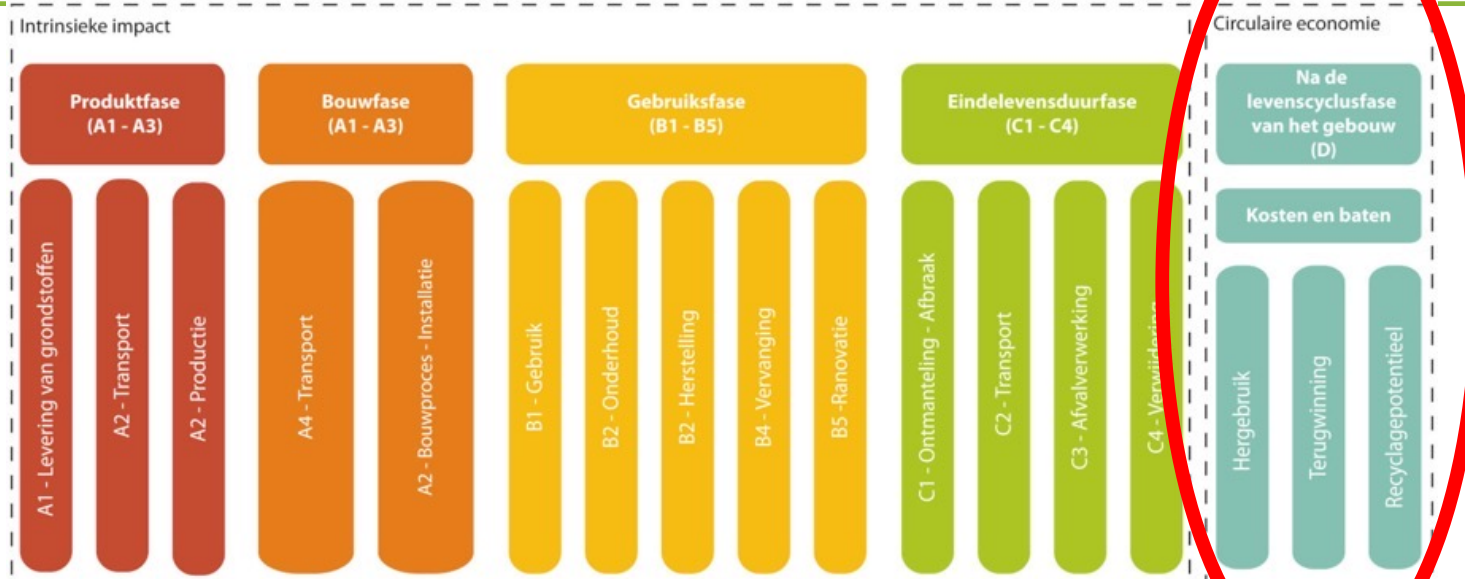 Intrinsieke impact
Circulaire economie
Produktfase
(A1 - A3)
Bouwfase
(A1 - A3)
Gebruiksfase
(B1 - B5)
Eindelevensduurfase
(C1 - C4)
Na de
levenscyclusfase
van het gebouw
(D)
Kosten en baten
A1 - Levering van grondstoffen
A2 - Transport
A2 - Productie
A4 - Transport
A2 - Bouwproces - Installatie
B1 - Gebruik
B2 - Onderhoud
B2 - Herstelling
B4 - Vervanging
B5 -Ranovatie
C1 - Ontmanteling - Afbraak
C2 - Transport
C3 - Afvalverwerking
C4 - Verwijdering
Hergebruik
Terugwinning
Recyclagepotentieel